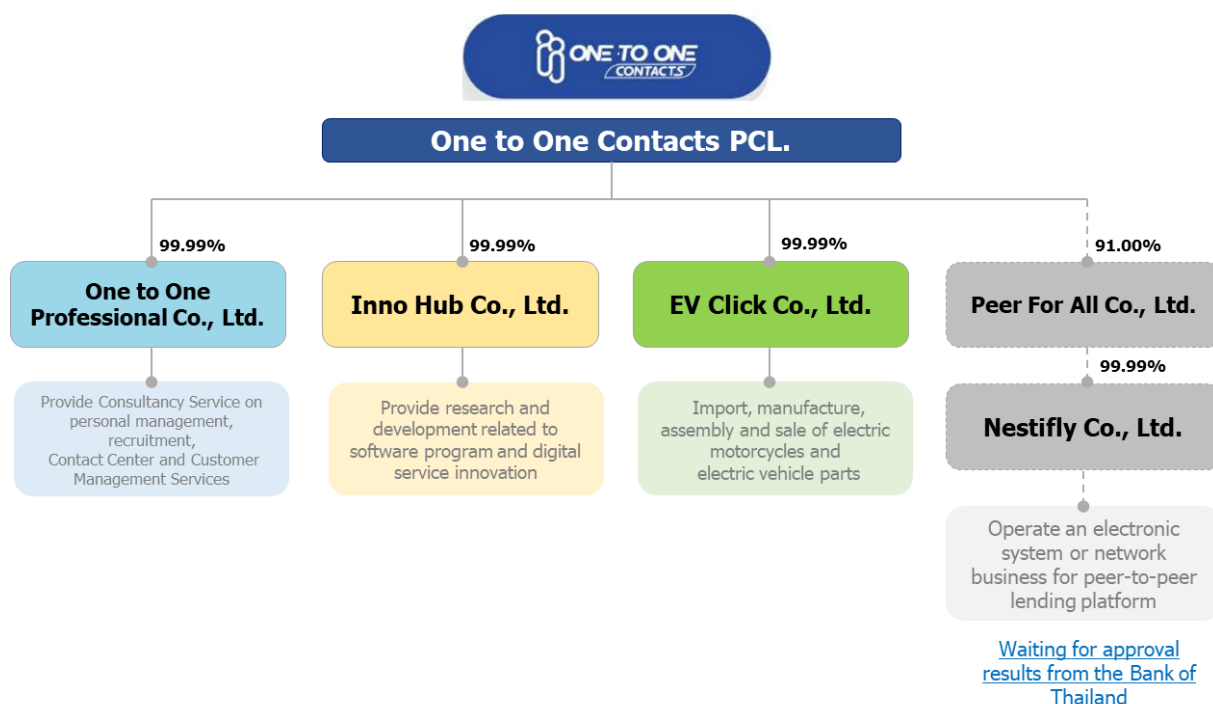 ONE TO ONE
CONTACTS
One to One Contacts PCL.
99.99%
99.99%
99.99%
91.00%
One to One
Professional Co., Ltd.
Inno Hub Co., Ltd.
EV Click Co., Ltd.
Peer For All Co., Ltd.
99.99%
Nestifly Co., Ltd.
Provide Consultancy Service on
personal management,
recruitment,
Contact Center and Customer
Management Services
Provide research and
development related to
software program and digital
service innovation
Import, manufacture,
assembly and sale of electric
motorcycles and
electric vehicle parts
Operate an electronic
system or network
business for peer-to-peer
lending platform
Waiting for approval
results from the Bank of
Thailand